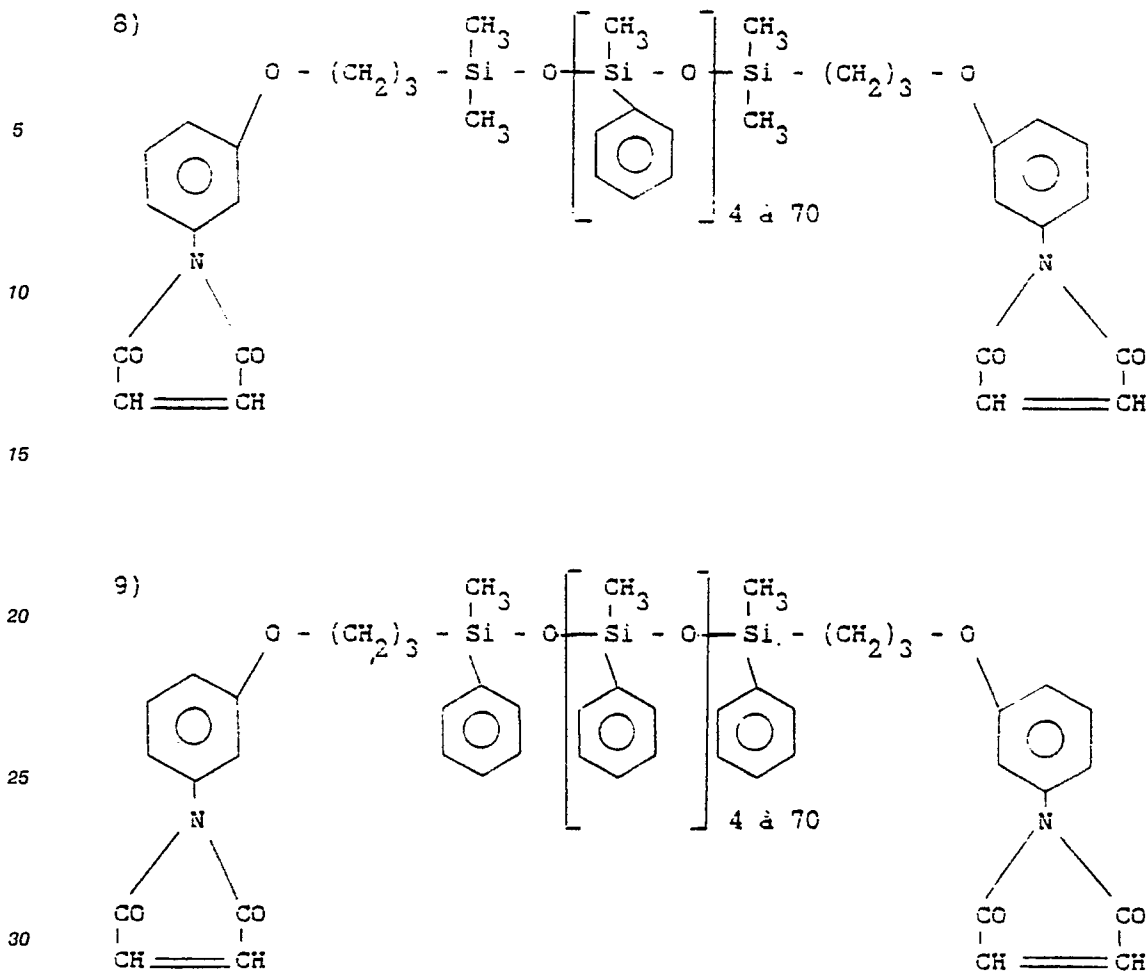 8)
CH3 CH3 CH3
O - (CH2)3 - Si - O - Si - O - Si - (CH2)3 - O
CH3 CH3
5
4 à 70
N N
10
CO CO CO CO
CH CH CH CH
15
9)
CH3 CH3 CH3
20
O - (CH2)3 - Si - O - Si - O - Si - (CH2)3 - O
25
4 à 70
N N
CO CO CO CO
30
CH CH CH CH